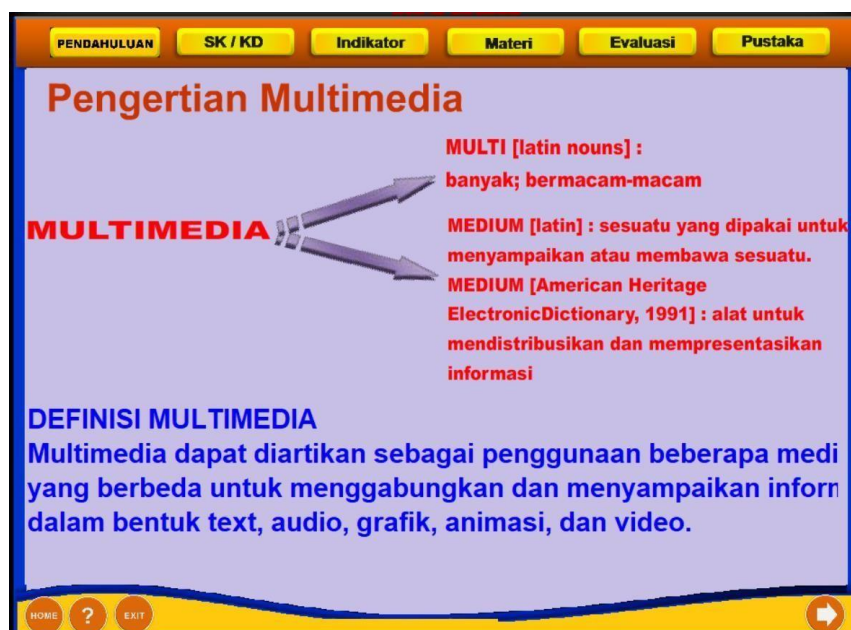 PENDAHULUAN
SK / KD
Indikator
Materi
Evaluasi
Pustaka
Pengertian Multimedia
MULTI [latin nouns] :
banyak; bermacam-macam
MULTIMEDIA
MEDIUM [latin] : sesuatu yang dipakai untuk
menyampaikan atau membawa sesuatu.
MEDIUM [American Heritage
ElectronicDictionary, 1991] : alat untuk
mendistribusikan dan mempresentasikan
informasi
DEFINISI MULTIMEDIA
Multimedia dapat diartikan sebagai penggunaan beberapa medi
yang berbeda untuk menggabungkan dan menyampaikan
dalam bentuk text, audio, grafik, animasi, dan video.
HOME
?
EXIT